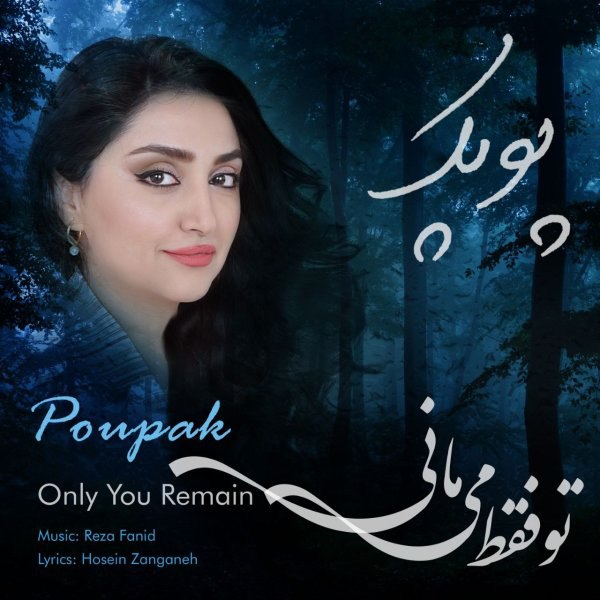 پوپک
Poupak
Only You Remain
تو فقط می مانی
Music: Reza Fanid
Lyrics: Hosein Zanganeh